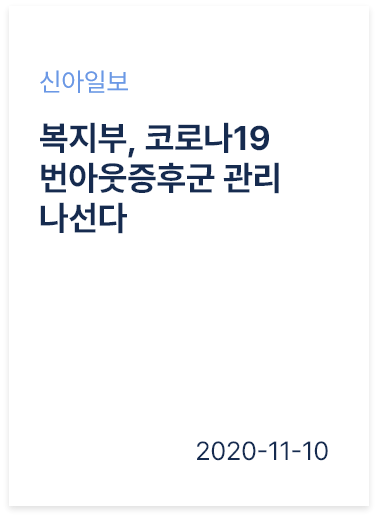 신아일보
복지부, 코로나19
번아웃증후군 관리
나선다
2020-11-10